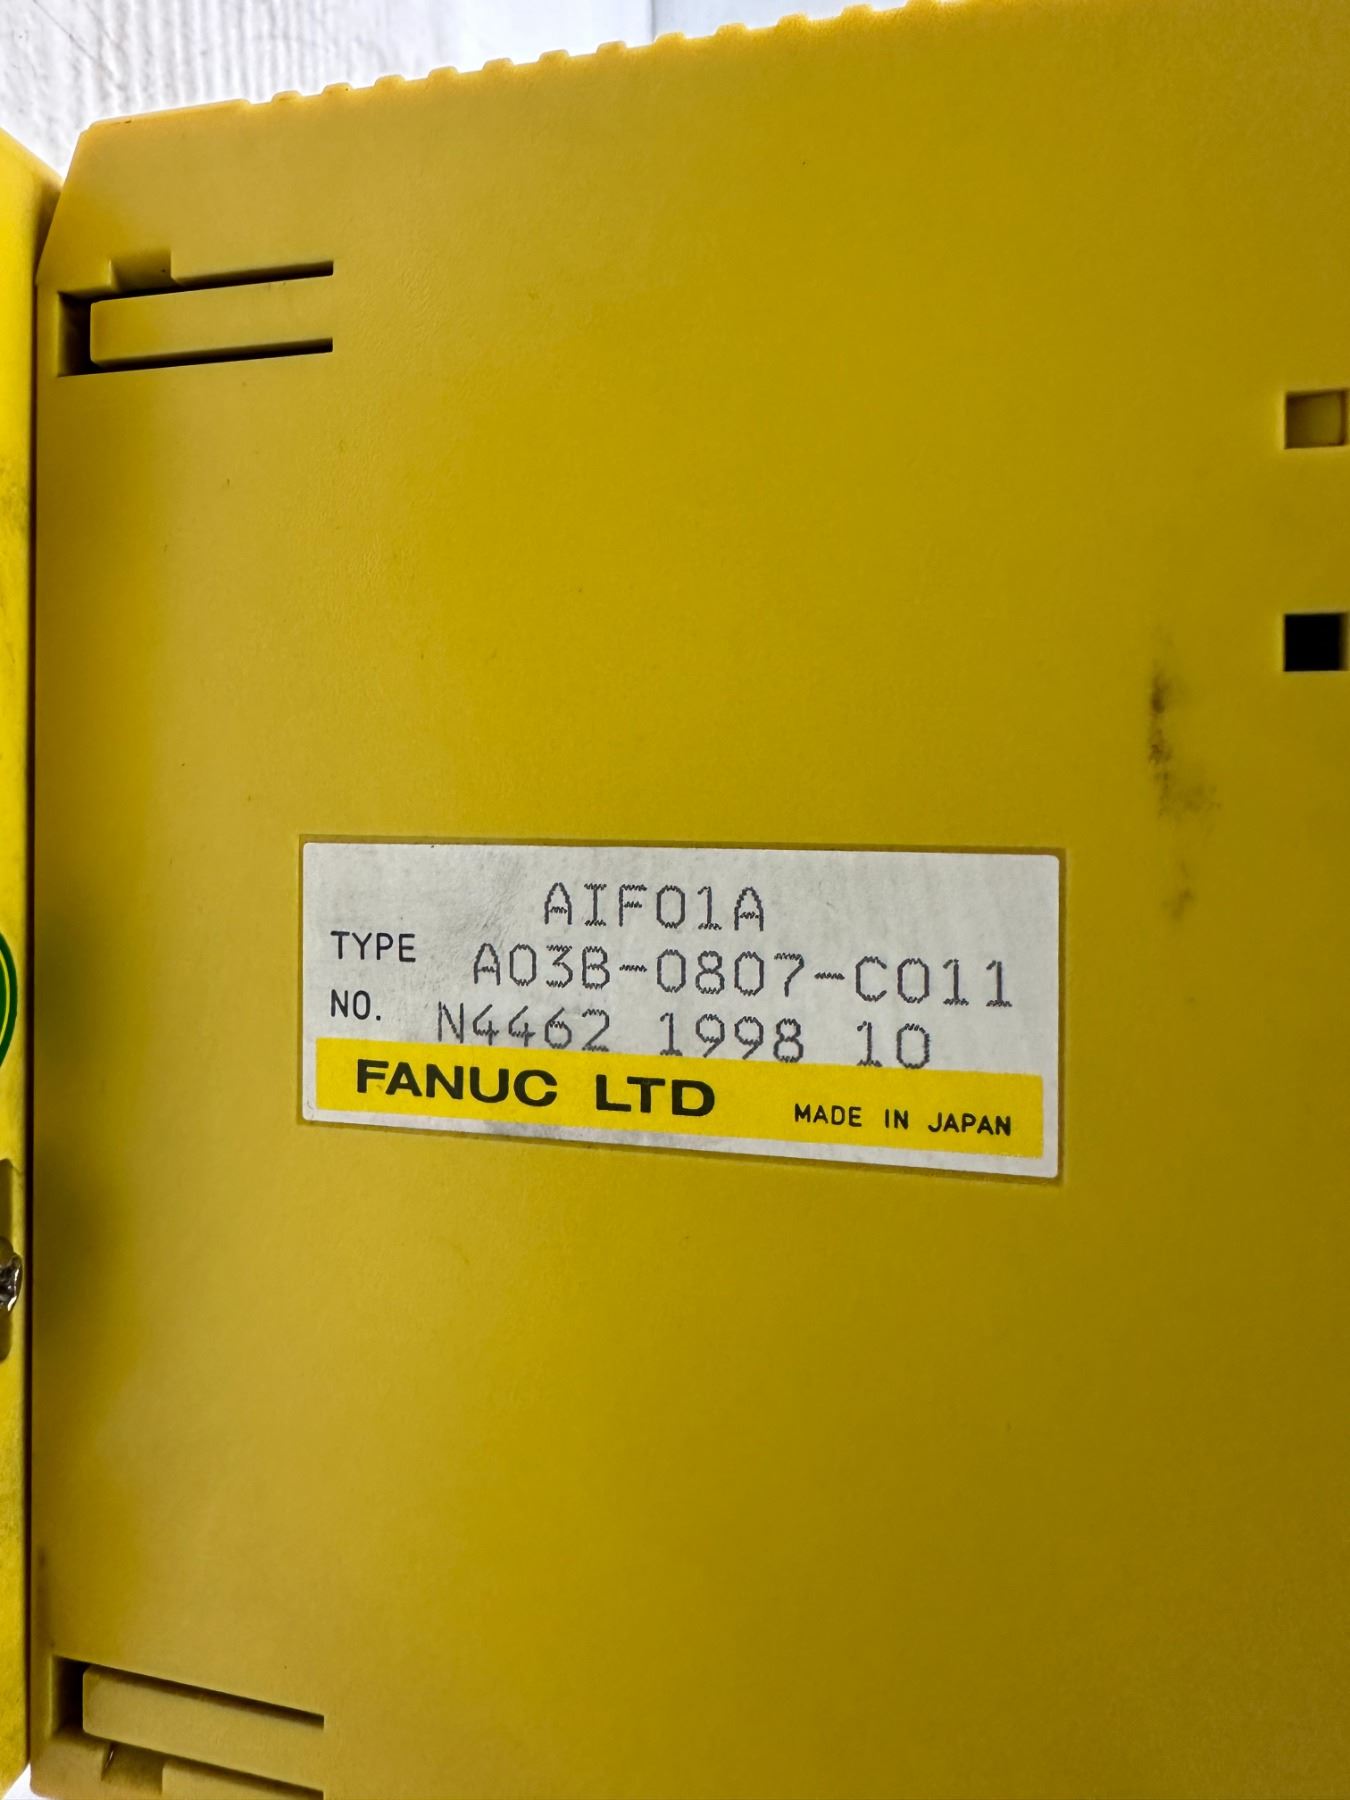 AIF01A
TYPE A03B-0807-C011
NO. N4462 1998 10
FANUC LTD MADE IN JAPAN